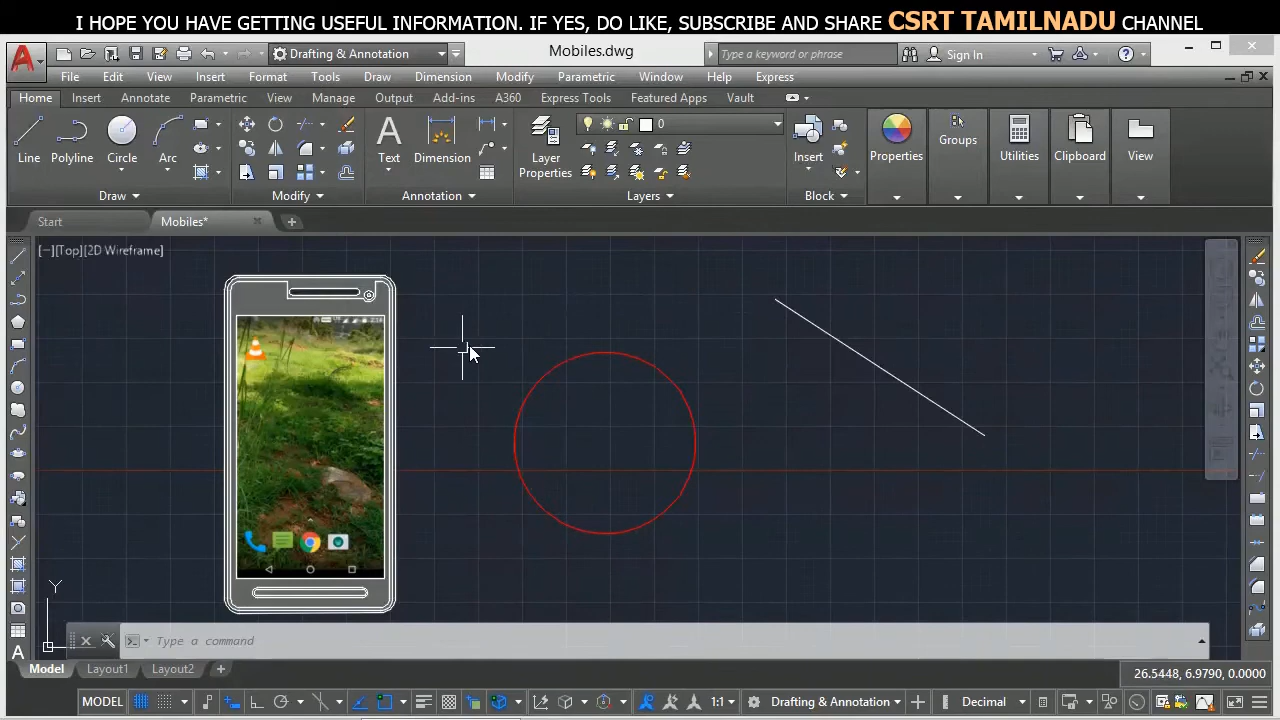 I HOPE YOU HAVE GETTING USEFUL INFORMATION. IF YES, DO LIKE, SUBSCRIBE AND SHARE CSRT TAMILNADU CHANNEL
Drafting & Annotation
Mobiles.dwg
Type a keyword or phrase
Sign In
File Edit View Insert Format Tools Draw Dimension Modify Parametric Window Help Express
Home Insert Annotate Parametric View Manage Output Add-ins A360 Express Tools Featured Apps Vault
0
Line Polyline Circle Arc Text Dimension Layer Properties Insert Properties Groups Utilities Clipboard View
Draw Modify Annotation Layers Block
Start Mobiles*
[−][Top][2D Wireframe]
Y
Type a command
Model Layout1 Layout2
26.5448, 6.9790, 0.0000
MODEL 1:1 Drafting & Annotation Decimal